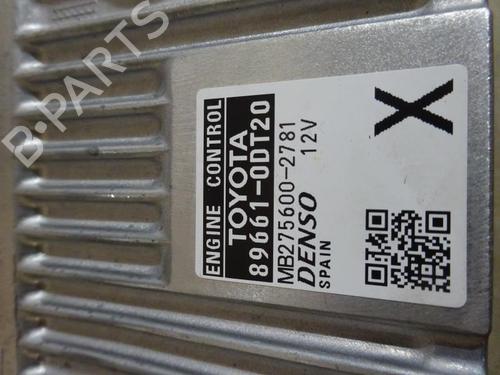 B-PARTS
ENGINE CONTROL
TOYOTA
89661-0DT20
MB275600-2781
DENSO 12V
SPAIN
X